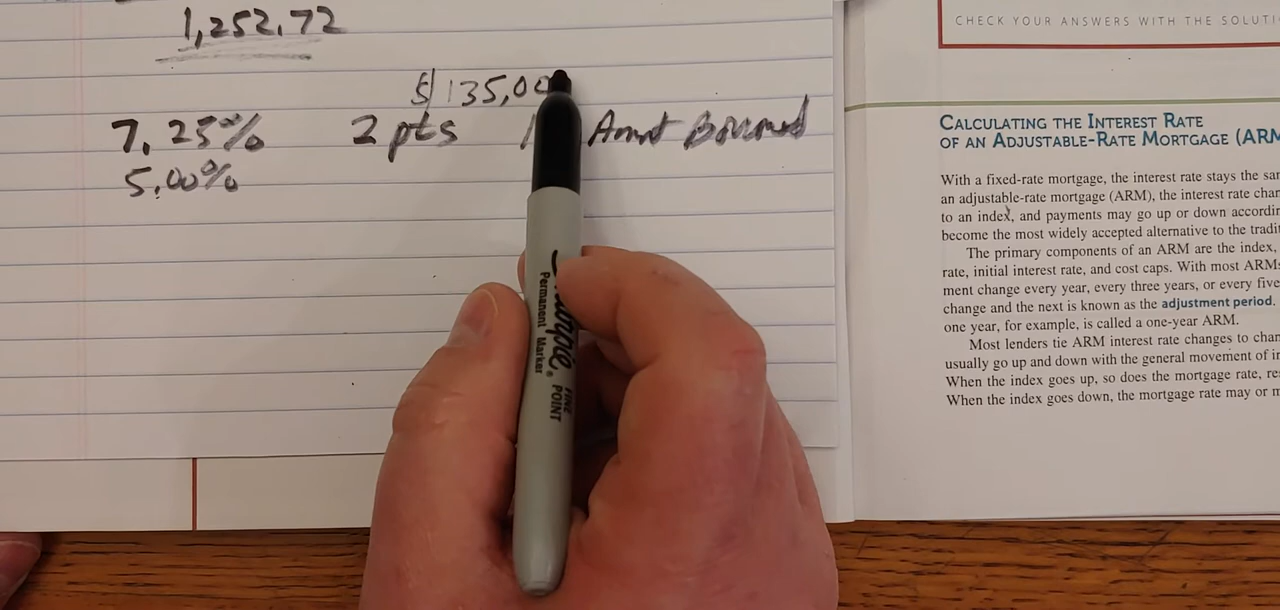 1,252.72
$135,00
7.25% 2 pts 1 Amnt Borrowed
5.00%
Sharpie
FINE POINT
Permanent Marker
CHECK YOUR ANSWERS WITH THE SOLUTI
CALCULATING THE INTEREST RATE
OF AN ADJUSTABLE-RATE MORTGAGE (ARM
With a fixed-rate mortgage, the interest rate stays the sa
an adjustable-rate mortgage (ARM), the interest rate chan
to an index, and payments may go up or down accordin
become the most widely accepted alternative to the tradit
The primary components of an ARM are the index,
rate, initial interest rate, and cost caps. With most ARMs
ment change every year, every three years, or every five
change and the next is known as the adjustment period.
one year, for example, is called a one-year ARM.
Most lenders tie ARM interest rate changes to chan
usually go up and down with the general movement of in
When the index goes up, so does the mortgage rate, res
When the index goes down, the mortgage rate may or m